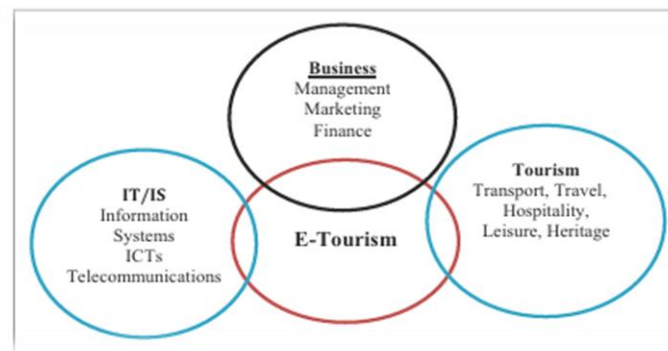 Business
Management
Marketing
Finance
IT/IS
Information
Systems
ICTs
Telecommunications
E-Tourism
Tourism
Transport, Travel,
Hospitality,
Leisure, Heritage